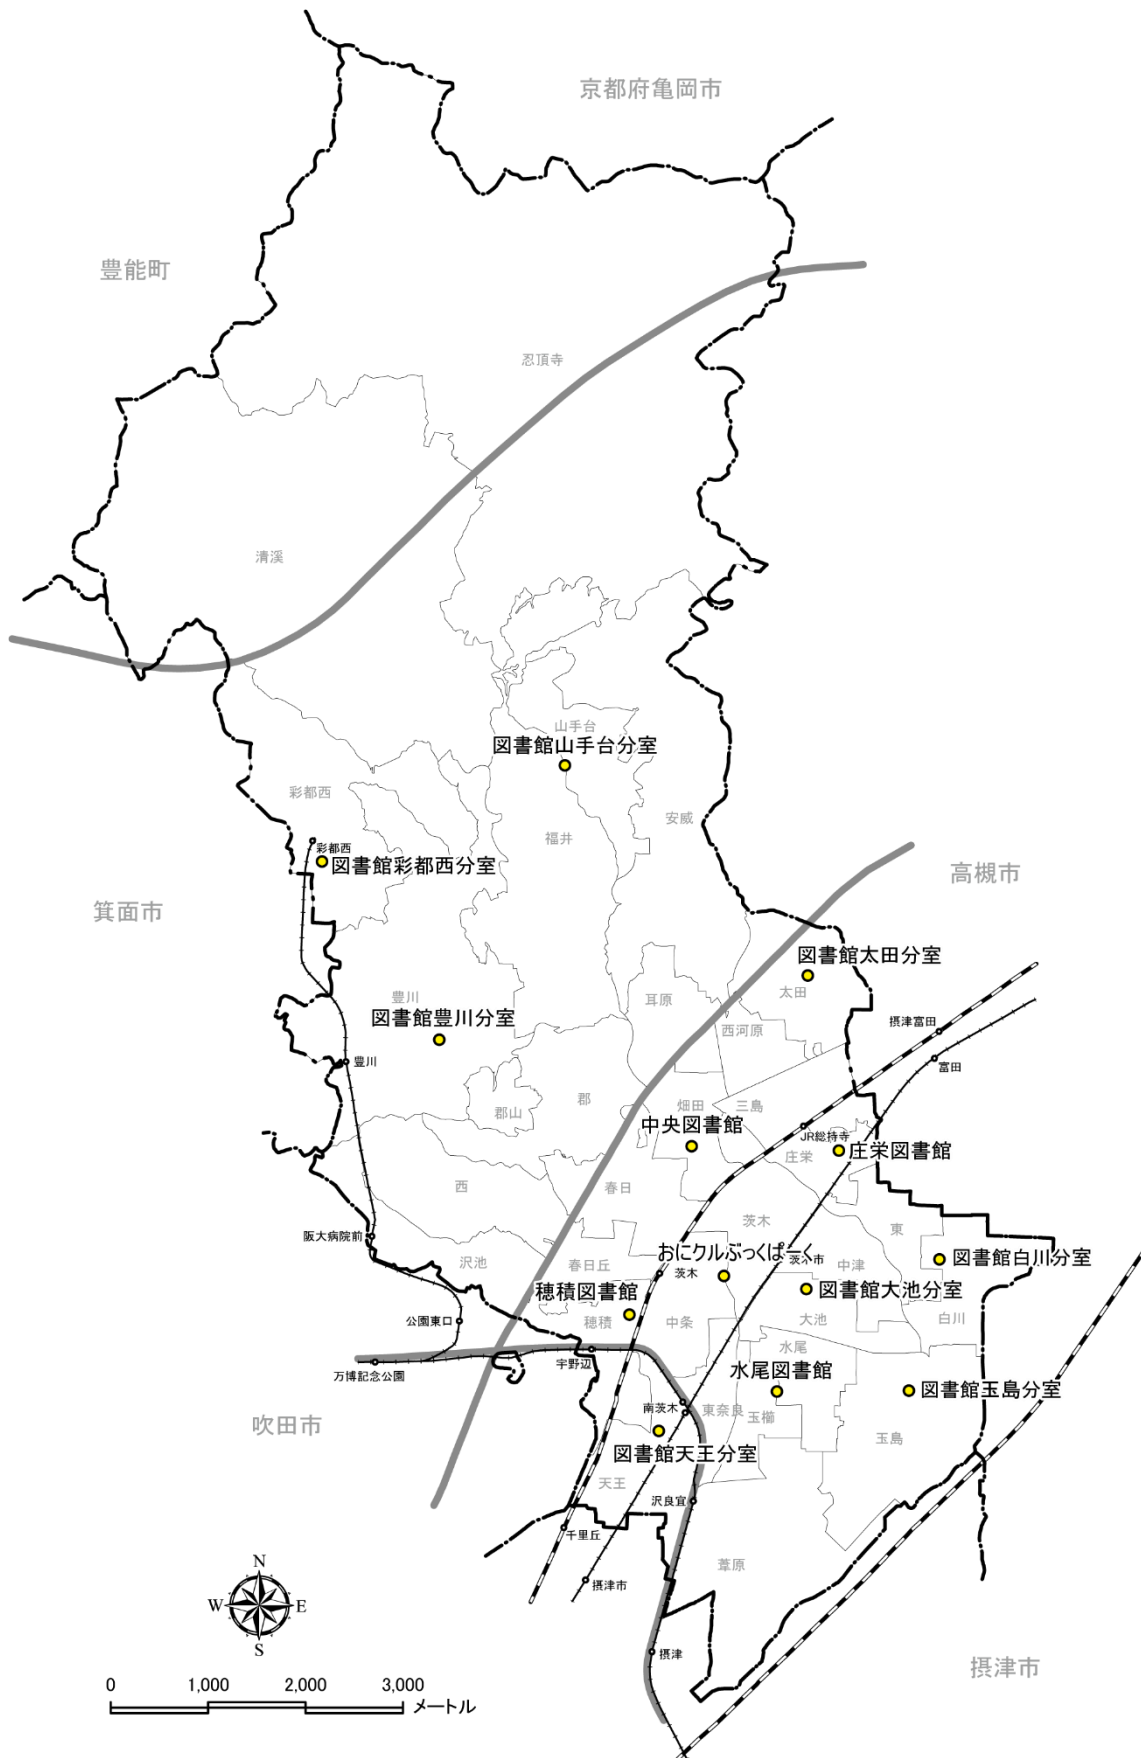 京都府亀岡市
豊能町
忍頂寺
清溪
山手台
図書館山手台分室
彩都西
安威
福井
彩都西
図書館彩都西分室
高槻市
箕面市
図書館太田分室
太田
耳原
豊川
図書館豊川分室
西河原
摂津富田
豊川
富田
郡
郡山
畑田
三島
中央図書館
JR総持寺
庄栄図書館
庄栄
西
春日
茨木
東
阪大病院前
沢池
春日丘
おにクルぶっくぱーく
茨木
茨木市
中津
図書館白川分室
穂積図書館
図書館大池分室
公園東口
穂積
中条
大池
白川
水尾
宇野辺
万博記念公園
水尾図書館
図書館玉島分室
南茨木
東奈良
玉櫛
吹田市
玉島
図書館天王分室
天王
沢良宜
千里丘
葦原
摂津市
N
W
E
S
摂津
摂津市
0
1,000
2,000
3,000
メートル